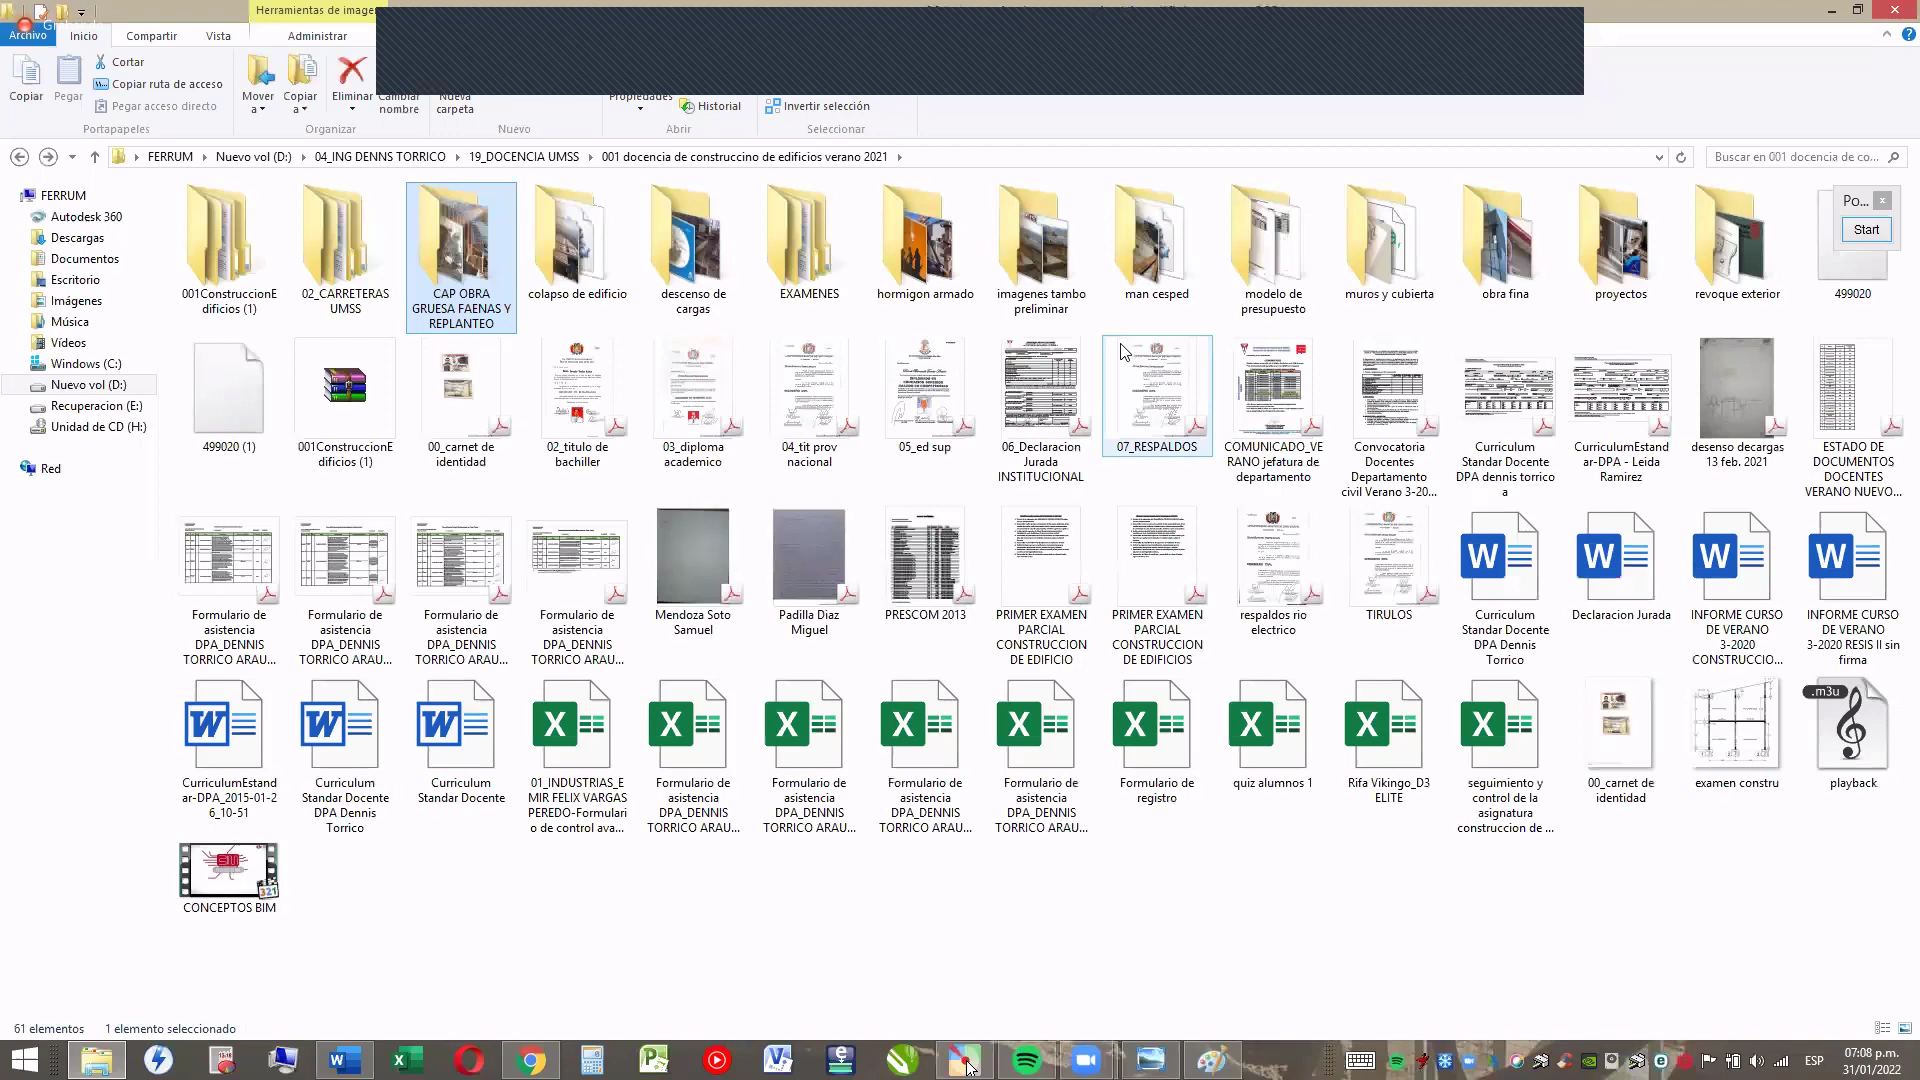 Herramientas de imagen
Archivo
Inicio
Compartir
Vista
Administrar
Copiar
Pegar
Cortar
Copiar ruta de acceso
Pegar acceso directo
Mover a
Copiar a
Eliminar
Cambiar nombre
Nueva carpeta
Propiedades
Historial
Invertir selección
Portapapeles
Organizar
Nuevo
Abrir
Seleccionar
FERRUM
Nuevo vol (D:)
04_ING DENNS TORRICO
19_DOCENCIA UMSS
001 docencia de construccino de edificios verano 2021
Buscar en 001 docencia de co...
FERRUM
Autodesk 360
Descargas
Documentos
Escritorio
Imágenes
Música
Vídeos
Windows (C:)
Nuevo vol (D:)
Recuperacion (E:)
Unidad de CD (H:)
Red
Po...
Start
001ConstruccionE
dificios (1)
02_CARRETERAS
UMSS
CAP OBRA
GRUESA FAENAS Y
REPLANTEO
colapso de edificio
descenso de
cargas
EXAMENES
hormigon armado
imagenes tambo
preliminar
man cesped
modelo de
presupuesto
muros y cubierta
obra fina
proyectos
revoque exterior
499020
499020 (1)
001ConstruccionE
dificios (1)
00_carnet de
identidad
02_titulo de
bachiller
03_diploma
academico
04_tit prov
nacional
05_ed sup
06_Declaracion
Jurada
INSTITUCIONAL
07_RESPALDOS
COMUNICADO_VE
RANO jefatura de
departamento
Convocatoria
Docentes
Departamento
civil Verano 3-20...
Curriculum
Standar Docente
DPA dennis torrico
a
CurriculumEstand
ar-DPA - Leida
Ramirez
desenso decargas
13 feb. 2021
ESTADO DE
DOCUMENTOS
DOCENTES
VERANO NUEVO...
Formulario de
asistencia
DPA_DENNIS
TORRICO ARAU...
Formulario de
asistencia
DPA_DENNIS
TORRICO ARAU...
Formulario de
asistencia
DPA_DENNIS
TORRICO ARAU...
Formulario de
asistencia
DPA_DENNIS
TORRICO ARAU...
Mendoza Soto
Samuel
Padilla Diaz
Miguel
PRESCOM 2013
PRIMER EXAMEN
PARCIAL
CONSTRUCCION
DE EDIFICIO
PRIMER EXAMEN
PARCIAL
CONSTRUCCION
DE EDIFICIOS
respaldos rio
electrico
TIRULOS
Curriculum
Standar Docente
DPA Dennis
Torrico
Declaracion Jurada
INFORME CURSO
DE VERANO
3-2020
CONSTRUCCIO...
INFORME CURSO
DE VERANO
3-2020 RESIS II sin
firma
CurriculumEstand
ar-DPA_2015-01-2
6_10-51
Curriculum
Standar Docente
DPA Dennis
Torrico
Curriculum
Standar Docente
01_INDUSTRIAS_E
MIR FELIX VARGAS
PEREDO-Formulari
o de control ava...
Formulario de
asistencia
DPA_DENNIS
TORRICO ARAU...
Formulario de
asistencia
DPA_DENNIS
TORRICO ARAU...
Formulario de
asistencia
DPA_DENNIS
TORRICO ARAU...
Formulario de
asistencia
DPA_DENNIS
TORRICO ARAU...
Formulario de
registro
quiz alumnos 1
Rifa Vikingo_D3
ELITE
seguimiento y
control de la
asignatura
construccion de ...
00_carnet de
identidad
examen constru
.m3u
playback
CONCEPTOS BIM
61 elementos
1 elemento seleccionado
ESP
07:08 p.m.
31/01/2022